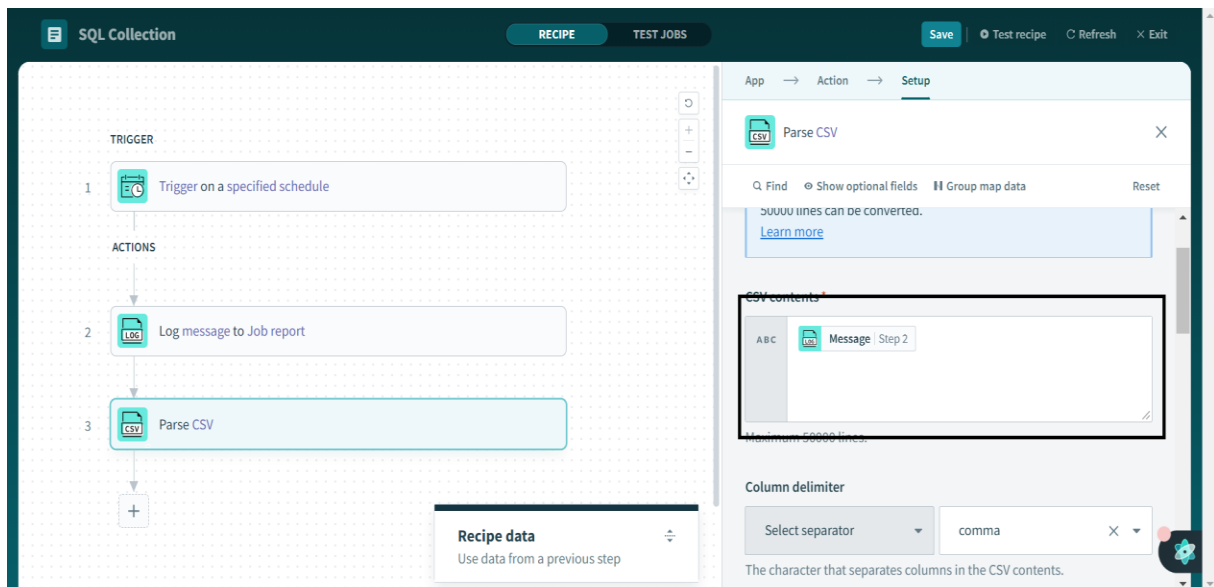 SQL Collection
RECIPE
TEST JOBS
Save
Test recipe
Refresh
Exit
TRIGGER
1
Trigger on a specified schedule
ACTIONS
2
LOG
Log message to Job report
3
CSV
Parse CSV
Recipe data
Use data from a previous step
App → Action → Setup
CSV
Parse CSV
Find
Show optional fields
Group map data
Reset
50000 lines can be converted.
Learn more
CSV contents *
ABC
LOG
Message
Step 2
Maximum 50000 lines.
Column delimiter
Select separator
comma
The character that separates columns in the CSV contents.